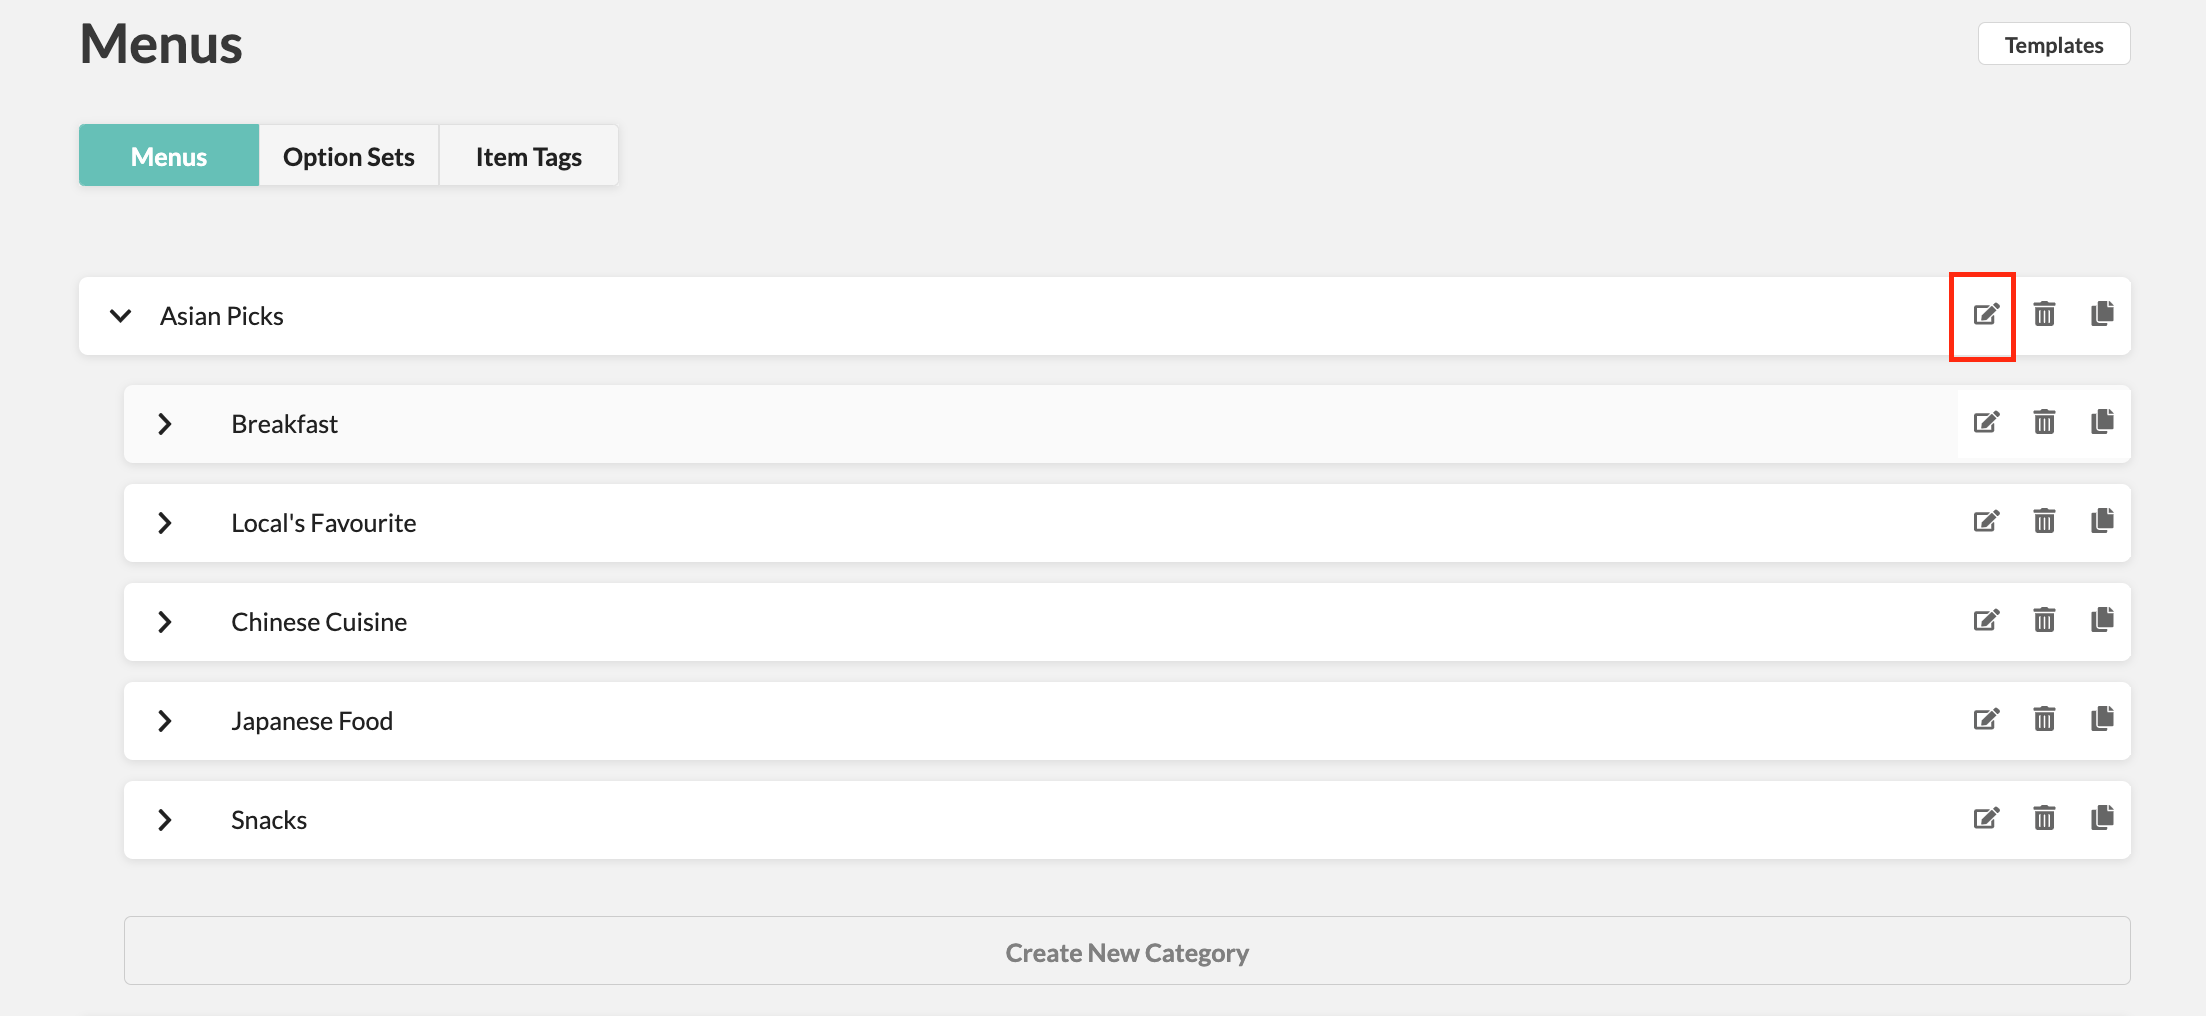 Menus
Templates
Menus
Option Sets
Item Tags
Asian Picks
Breakfast
Local's Favourite
Chinese Cuisine
Japanese Food
Snacks
Create New Category